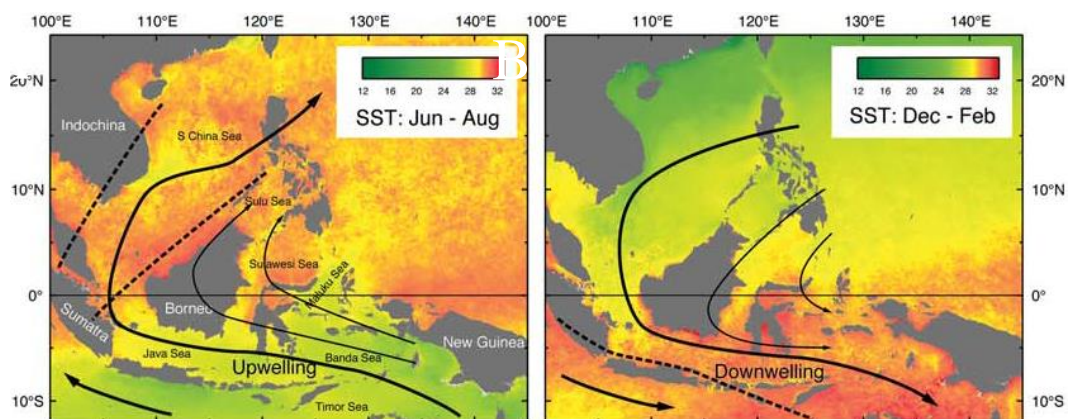 100°E 110°E 120°E 130°E 140°E
20°N
10°N
0°
10°S
B
12 16 20 24 28 32
SST: Jun - Aug
Indochina
S China Sea
Sulu Sea
Sulawesi Sea
Maluku Sea
Sumatra
Borneo
New Guinea
Java Sea
Banda Sea
Upwelling
Timor Sea
100°E 110°E 120°E 130°E 140°E
12 16 20 24 28 32
SST: Dec - Feb
20°N
10°N
0°
10°S
Downwelling